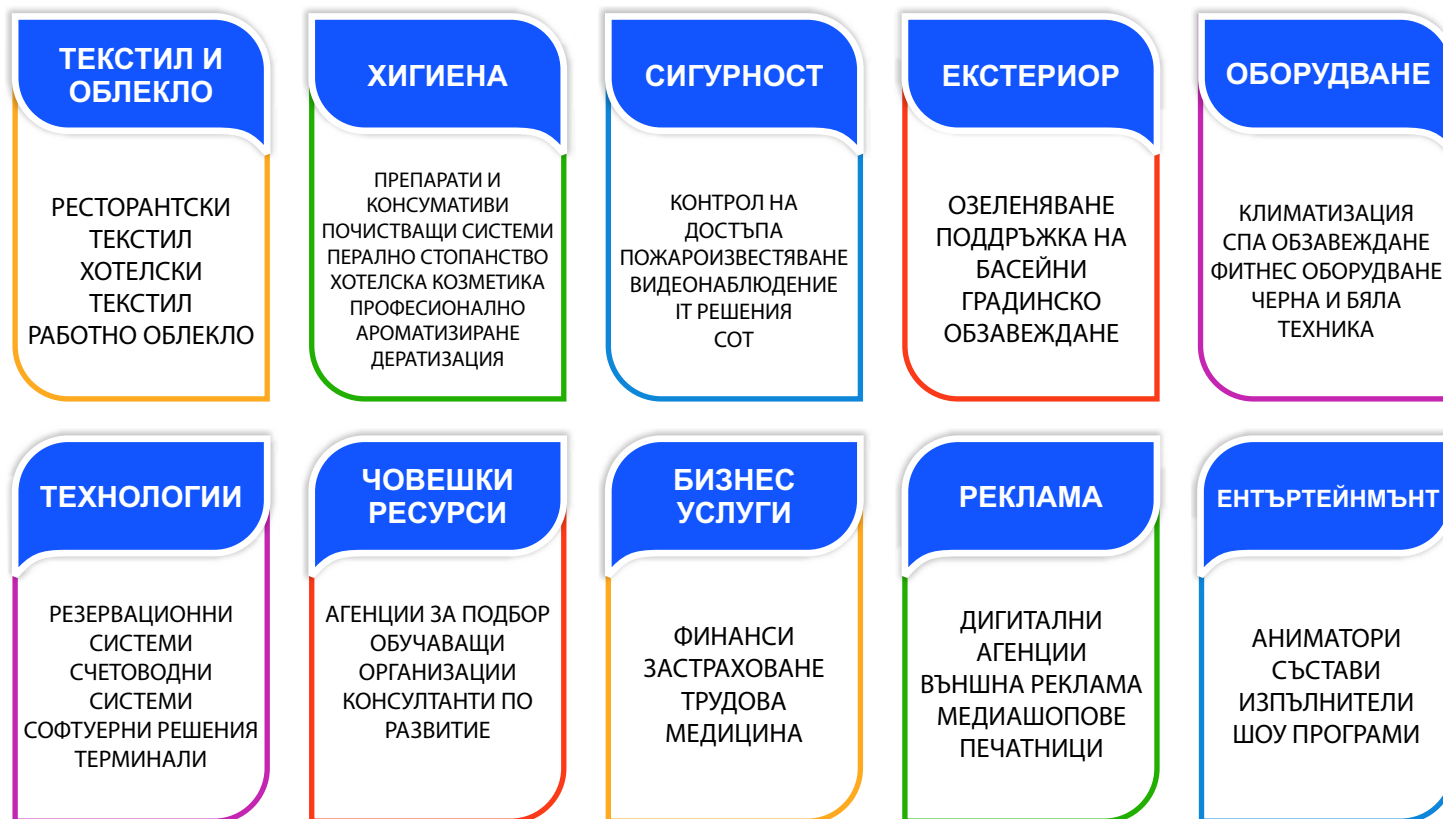 ТЕКСТИЛ И
ОБЛЕКЛО
РЕСТОРАНТСКИ
ТЕКСТИЛ
ХОТЕЛСКИ
ТЕКСТИЛ
РАБОТНО ОБЛЕКЛО
ХИГИЕНА
ПРЕПАРАТИ И
КОНСУМАТИВИ
ПОЧИСТВАЩИ СИСТЕМИ
ПЕРАЛНО СТОПАНСТВО
ХОТЕЛСКА КОЗМЕТИКА
ПРОФЕСИОНАЛНО
АРОМАТИЗИРАНЕ
ДЕРАТИЗАЦИЯ
СИГУРНОСТ
КОНТРОЛ НА
ДОСТЪПА
ПОЖАРОИЗВЕСТЯВАНЕ
ВИДЕОНАБЛЮДЕНИЕ
IT РЕШЕНИЯ
СОТ
ЕКСТЕРИОР
ОЗЕЛЕНЯВАНЕ
ПОДДРЪЖКА НА
БАСЕЙНИ
ГРАДИНСКО
ОБЗАВЕЖДАНЕ
ОБОРУДВАНЕ
КЛИМАТИЗАЦИЯ
СПА ОБЗАВЕЖДАНЕ
ФИТНЕС ОБОРУДВАНЕ
ЧЕРНА И БЯЛА
ТЕХНИКА
ТЕХНОЛОГИИ
РЕЗЕРВАЦИОННИ
СИСТЕМИ
СЧЕТОВОДНИ
СИСТЕМИ
СОФТУЕРНИ РЕШЕНИЯ
ТЕРМИНАЛИ
ЧОВЕШКИ
РЕСУРСИ
АГЕНЦИИ ЗА ПОДБОР
ОБУЧАВАЩИ
ОРГАНИЗАЦИИ
КОНСУЛТАНТИ ПО
РАЗВИТИЕ
БИЗНЕС
УСЛУГИ
ФИНАНСИ
ЗАСТРАХОВАНЕ
ТРУДОВА
МЕДИЦИНА
РЕКЛАМА
ДИГИТАЛНИ
АГЕНЦИИ
ВЪНШНА РЕКЛАМА
МЕДИАШОПОВЕ
ПЕЧАТНИЦИ
ЕНТЪРТЕЙНМЪНТ
АНИМАТОРИ
СЪСТАВИ
ИЗПЪЛНИТЕЛИ
ШОУ ПРОГРАМИ